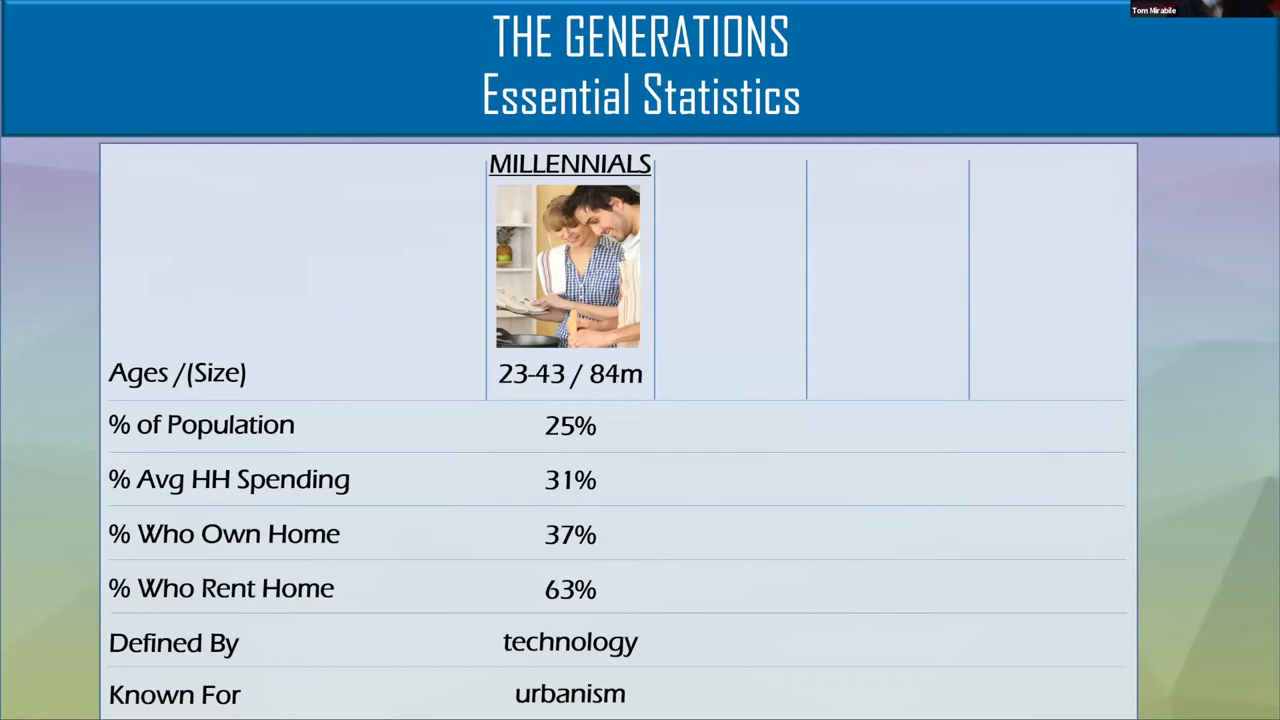 Tom Mirabile
THE GENERATIONS
Essential Statistics
MILLENNIALS
Ages /(Size) 23-43 / 84m
% of Population 25%
% Avg HH Spending 31%
% Who Own Home 37%
% Who Rent Home 63%
Defined By technology
Known For urbanism